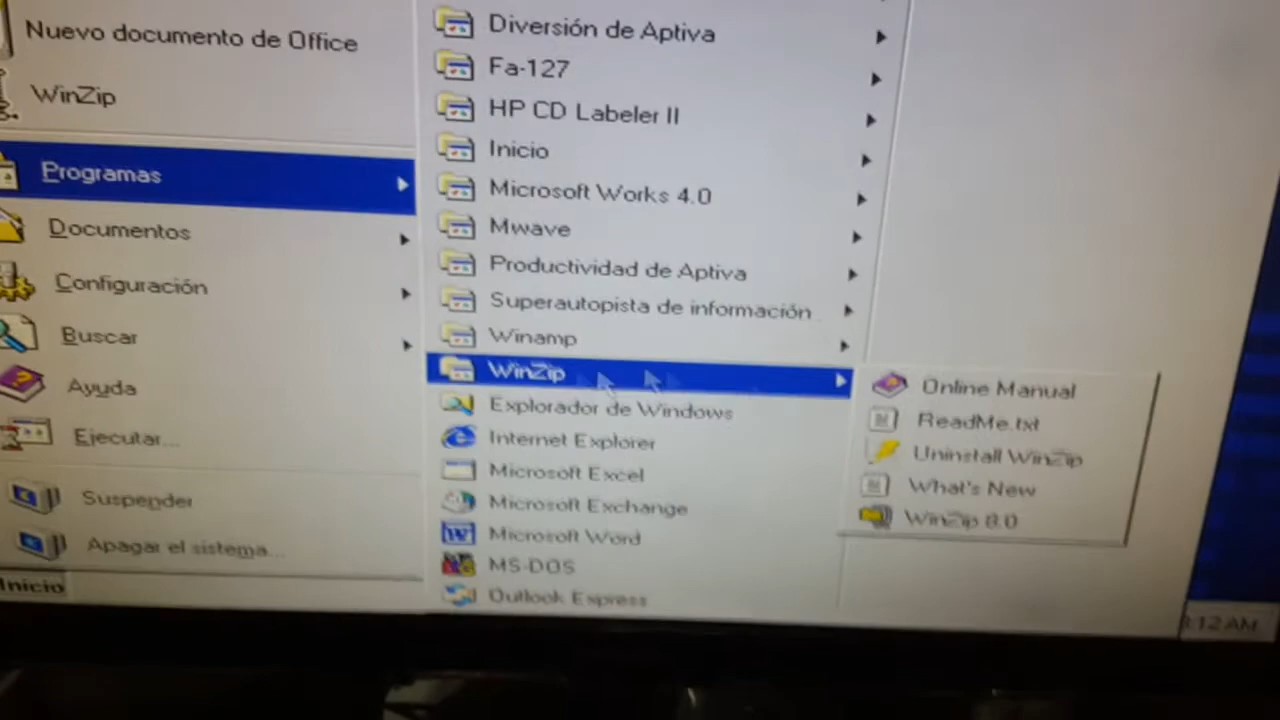 Nuevo documento de Office
WinZip
Programas
Documentos
Configuración
Buscar
Ayuda
Ejecutar...
Suspender
Apagar el sistema...
Inicio
Diversión de Aptiva
Fa-127
HP CD Labeler II
Inicio
Microsoft Works 4.0
Mwave
Productividad de Aptiva
Superautopista de información
Winamp
WinZip
Explorador de Windows
Internet Explorer
Microsoft Excel
Microsoft Exchange
Microsoft Word
MS-DOS
Outlook Express
Online Manual
ReadMe.txt
Uninstall WinZip
What's New
WinZip 8.0
:12 AM